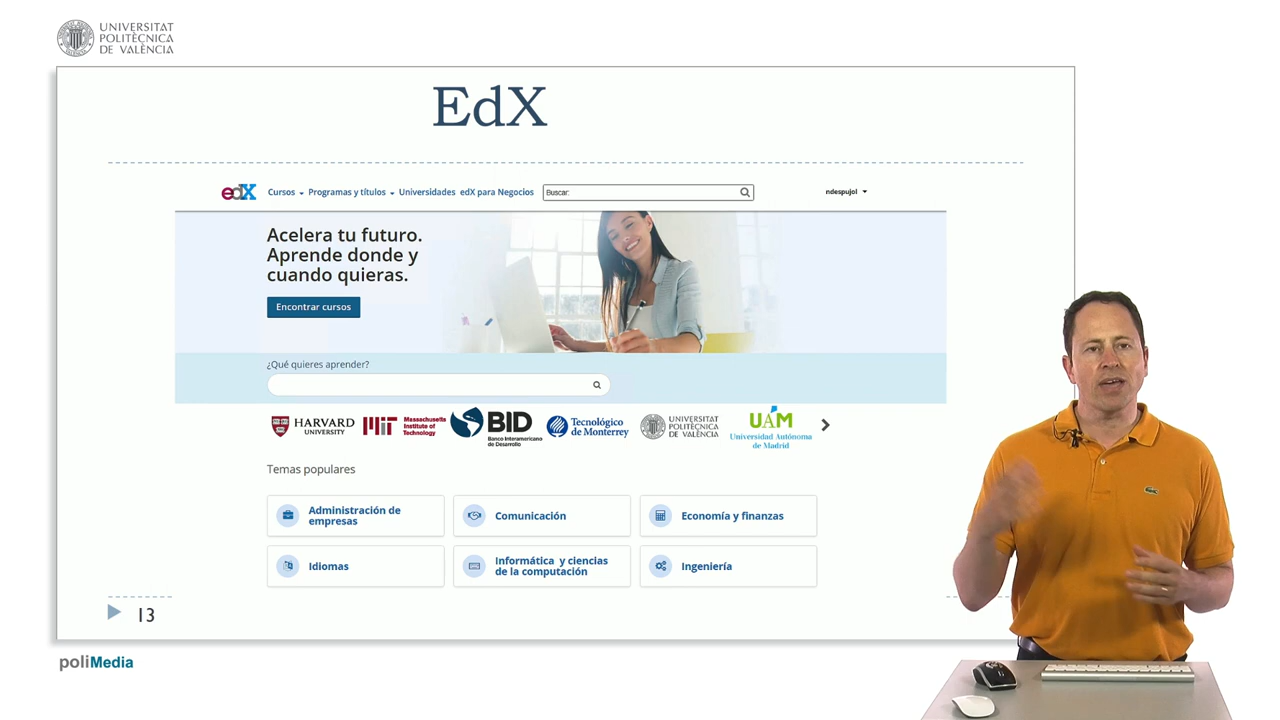 UNIVERSITAT
POLITÈCNICA
DE VALÈNCIA
EdX
edX Cursos Programas y títulos Universidades edX para Negocios Buscar: ndespujol
Acelera tu futuro.
Aprende donde y
cuando quieras.
Encontrar cursos
¿Qué quieres aprender?
HARVARD
UNIVERSITY
Massachusetts
Institute of
Technology
BID
Banco Interamericano
de Desarrollo
Tecnológico
de Monterrey
UNIVERSITAT
POLITÈCNICA
DE VALÈNCIA
UAM
Universidad Autónoma
de Madrid
Temas populares
Administración de
empresas
Comunicación
Economía y finanzas
Idiomas
Informática y ciencias
de la computación
Ingeniería
13
poliMedia